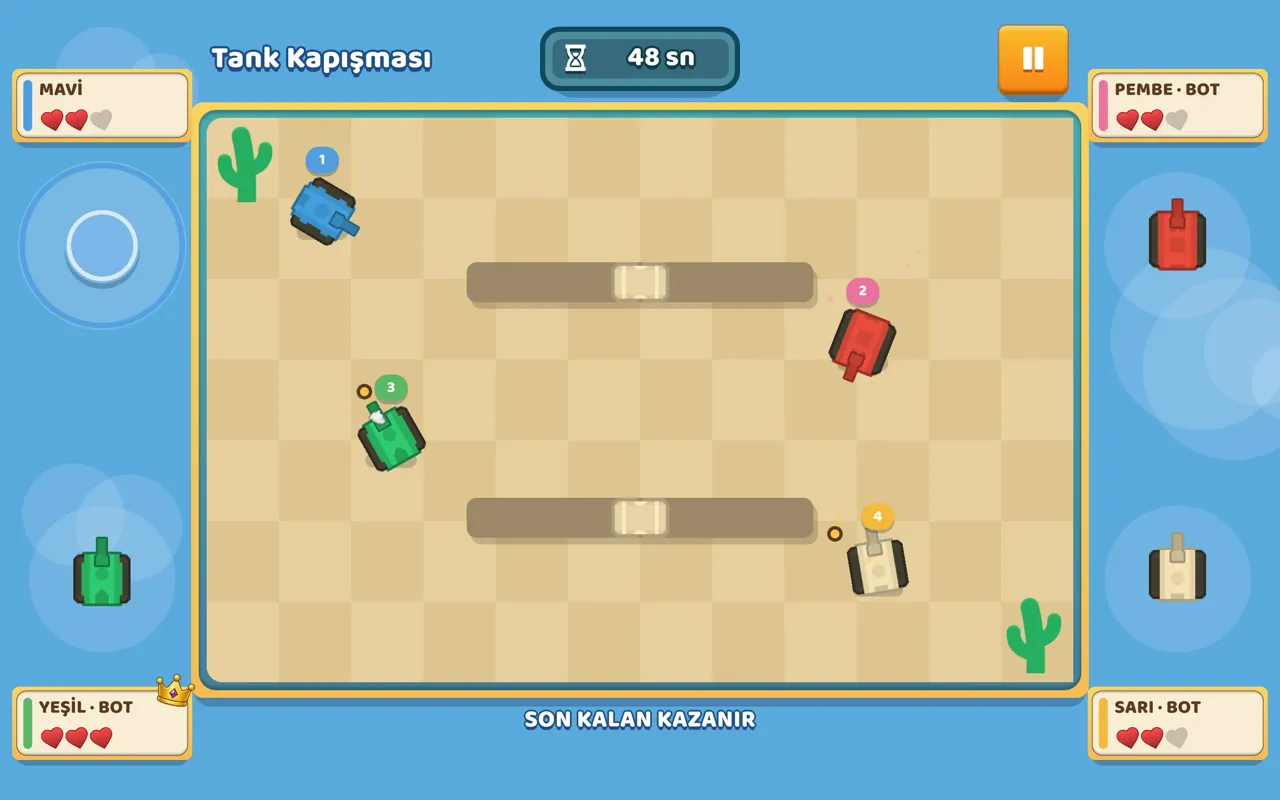 Tank Kapışması
48 sn
MAVİ
PEMBE · BOT
1
2
3
4
YEŞİL · BOT
SARI · BOT
SON KALAN KAZANIR